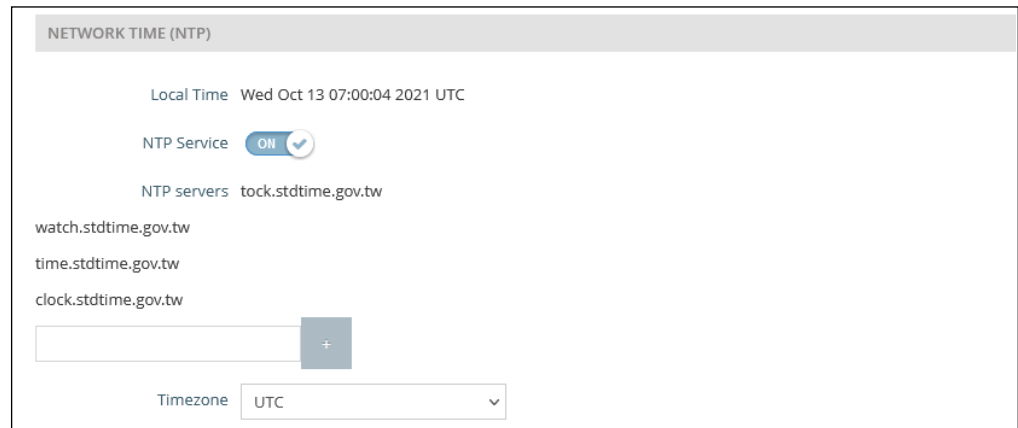 NETWORK TIME (NTP)
Local Time Wed Oct 13 07:00:04 2021 UTC
NTP Service ON
NTP servers tock.stdtime.gov.tw
watch.stdtime.gov.tw
time.stdtime.gov.tw
clock.stdtime.gov.tw
+
Timezone UTC